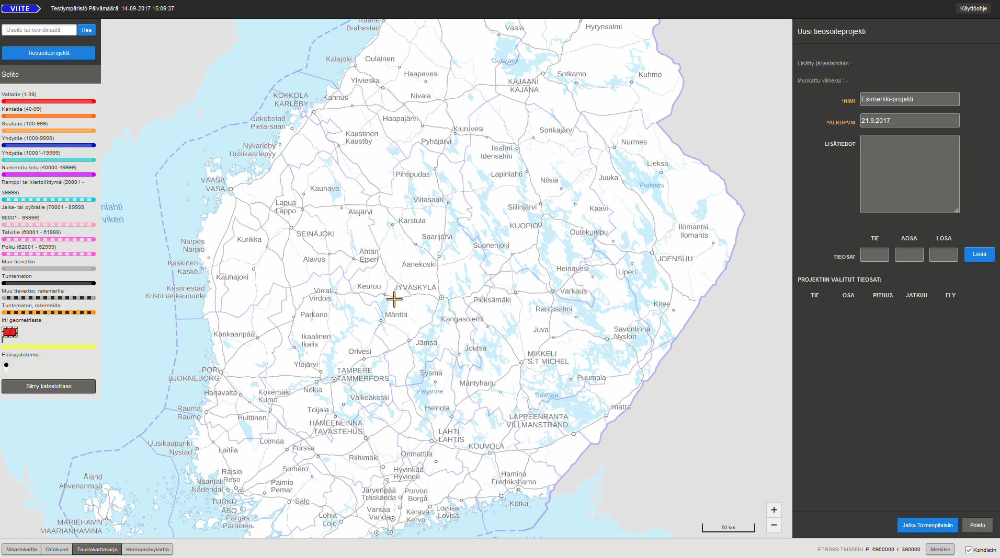 VIITE
Testiympäristö Päivämäärä: 14-09-2017 15:09:37
Käyttöohje
Osoite tai koordinaatit
Hae
Tieosoiteprojektit
Selite
Valtatie (1-39)
Kantatie (40-99)
Seututie (100-999)
Yhdystie (1000-9999)
Yhdystie (10001-19999)
Numeroitu katu (40000-49999)
Ramppi tai kiertoliittymä (20001 -
39999)
Jalka- tai pyörätie (70001 - 89999,
90001 - 99999)
Talvitie (60001 - 61999)
Polku (62001 - 62999)
Muu tieverkko
Tuntematon
Muu tieverkko, rakenteilla
Tuntematon, rakenteilla
Irti geometriasta
Etäisyyslukema
Siirry katselutilaan
Raahe
Brahestad
Vaala
Hyrynsalmi
Kalajoki
Oulainen
Oulujärvi
Haapavesi
Sotkamo
Kuhmo
Ylivieska
KAJAANI
KAJANA
KOKKOLA
KARLEBY
Kannus
Nivala
Jakobstad
Pietarsaari
Haapajärvi
Kiuruvesi
Sonkajärvi
Kaustinen
Kaustby
Pyhäjärvi
Nurmes
Nykarleby
Uusikaarlepyy
Iisalmi
Idensalmi
Lieksa
Pihtipudas
Lapinlahti
Nilsiä
Juuka
Pielinen
VAASA
VASA
Kauhava
Lapua
Lappo
Viitasaari
Siilinjärvi
Kaavi
nlahti
viken
Alajärvi
Karstula
KUOPIO
Outokumpu
Ilomantsi
Ilomants
SEINÄJOKI
Kurikka
Saarijärvi
Suonenjoki
Närpes
Närpiö
Ähtäri
Etseri
Alavus
Äänekoski
JOENSUU
Kaskinen
Kaskö
Kauhajoki
Heinävesi
Liperi
Kristinestad
Kristiinankaupunki
Virrat
Virdois
Keuruu
JYVÄSKYLÄ
Pieksämäki
Varkaus
Kitee
Parkano
Mänttä
Kangasniemi
Rantasalmi
Kankaanpää
Ikaalinen
Ikalis
Jämsä
Joutsa
Juva
Savonlinna
Nyslott
Orivesi
Ylöjärvi
MIKKELI
S:T MICHEL
PORI
BJÖRNEBORG
TAMPERE
TAMMERFORS
Sysmä
Puumala
Harjavalta
Kokemäki
Kumo
Nokia
Päijänne
Mäntyharju
Saimaa
Valkeakoski
Rauma
Raumo
Toijala
Heinola
Imatra
Huittinen
HÄMEENLINNA
TAVASTEHUS
LAPPEENRANTA
VILLMANSTRAND
LAHTI
LAHTIS
Uusikaupunki
Nystad
Laitila
Loimaa
Forssa
KOUVOLA
Riihimäki
Orimattila
Åland
Ahvenanmaa
Raisio
Reso
Somero
Hyvinkää
Hyvinge
Hamina
Fredrikshamn
Naantali
Nådendal
Paimio
Pemar
Järvenpää
Träskända
Porvoo
Borgå
TURKU
ÅBO
Salo
Kotka
MARIEHAMN
MAARIANHAMINA
Pargas
Parainen
Lohja
Lojo
Vantaa
Vanda
Kerava
Kervo
Loviisa
Lovisa
+
−
50 km
Uusi tieosoiteprojekti
Lisätty järjestelmään : -
Muokattu viimeksi : -
*NIMI
Esimerkki-projekti
*ALKUPVM
21.9.2017
LISÄTIEDOT
TIE AOSA LOSA
TIEOSAT
Lisää
PROJEKTIIN VALITUT TIEOSAT:
TIE OSA PITUUS JATKUU ELY
Jatka Toimenpiteisiin
Poistu
Maastokartta
Ortokuvat
Taustakarttasarja
Harmaasävykartta
ETRS89-TM35FIN P: 6900000 I: 390000
Merkitse
Kohdistin